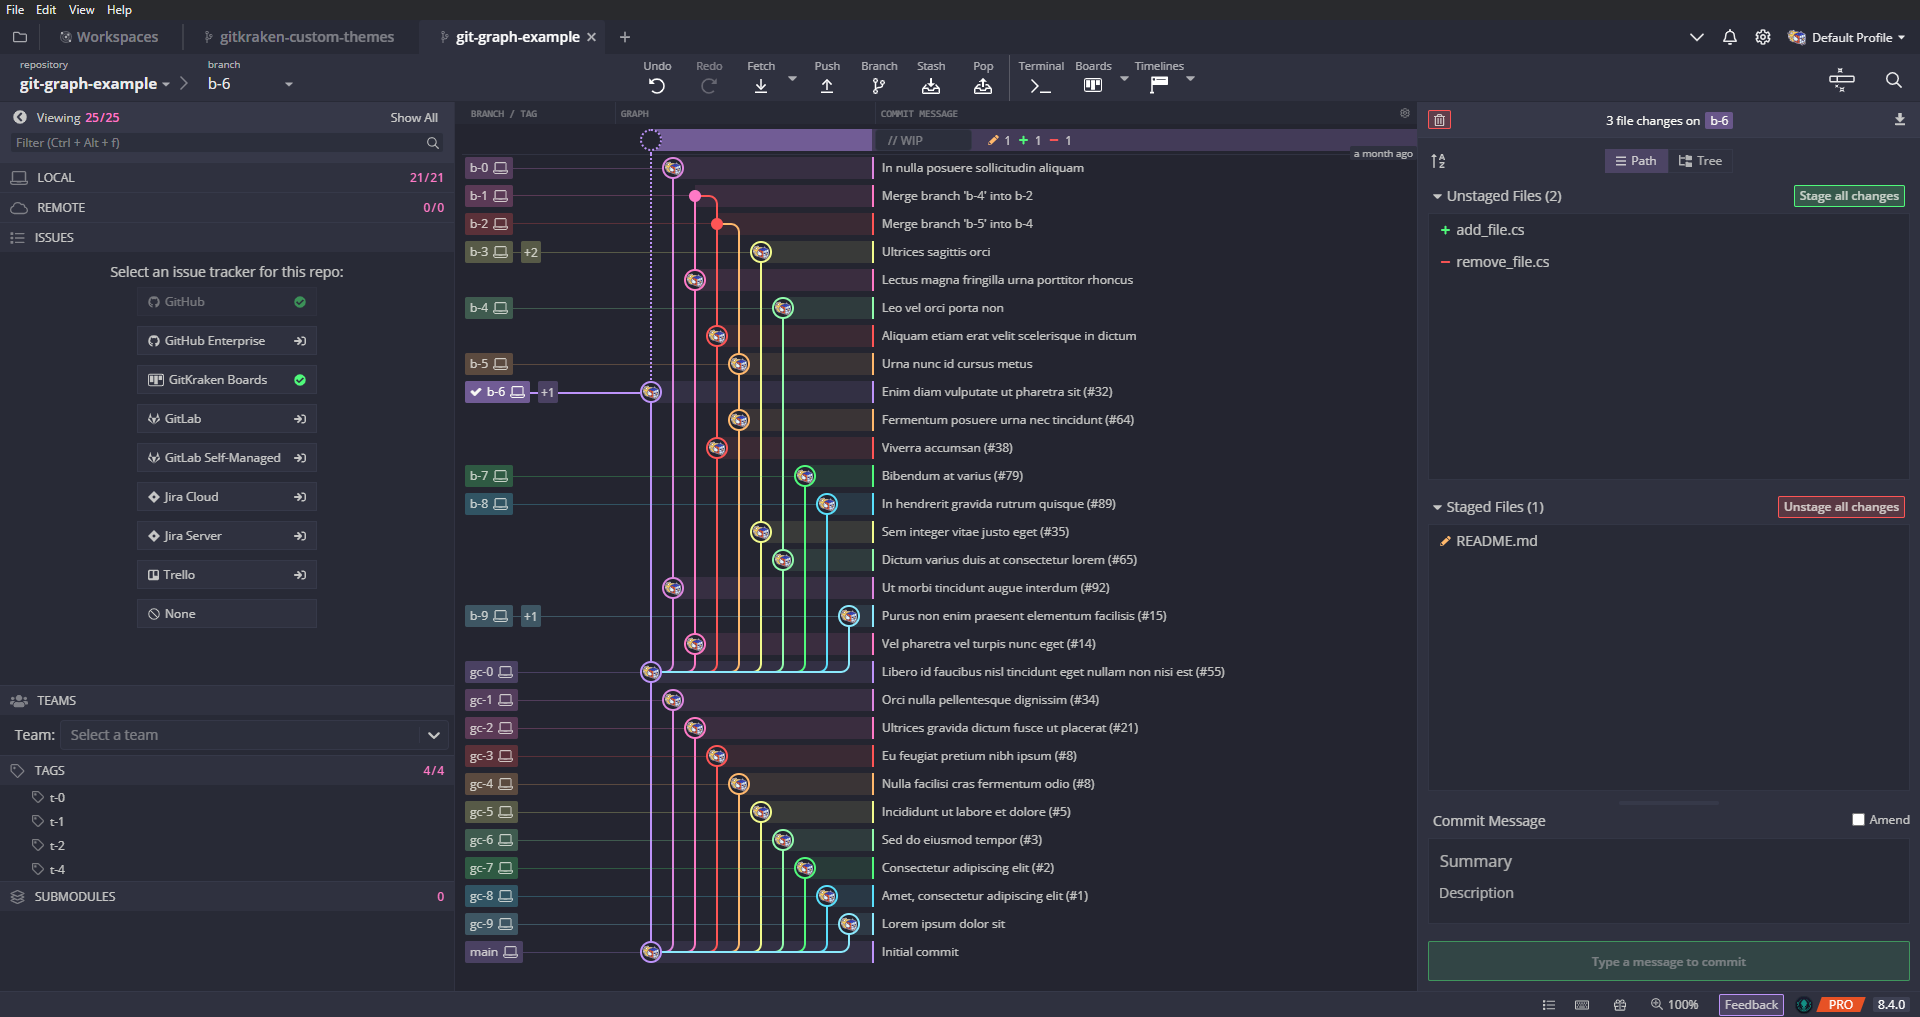 File Edit View Help
Workspaces gitkraken-custom-themes git-graph-example Default Profile
repository branch
git-graph-example b-6
Undo Redo Fetch Push Branch Stash Pop Terminal Boards Timelines
Viewing 25/25 Show All
Filter (Ctrl + Alt + f)
LOCAL 21/21
REMOTE 0/0
ISSUES
Select an issue tracker for this repo:
GitHub
GitHub Enterprise
GitKraken Boards
GitLab
GitLab Self-Managed
Jira Cloud
Jira Server
Trello
None
TEAMS
Team: Select a team
TAGS 4/4
t-0
t-1
t-2
t-4
SUBMODULES 0
BRANCH / TAG GRAPH COMMIT MESSAGE
// WIP 1 1 1
a month ago
b-0 In nulla posuere sollicitudin aliquam
b-1 Merge branch 'b-4' into b-2
b-2 Merge branch 'b-5' into b-4
b-3 +2 Ultrices sagittis orci
Lectus magna fringilla urna porttitor rhoncus
b-4 Leo vel orci porta non
Aliquam etiam erat velit scelerisque in dictum
b-5 Urna nunc id cursus metus
b-6 +1 Enim diam vulputate ut pharetra sit (#32)
Fermentum posuere urna nec tincidunt (#64)
Viverra accumsan (#38)
b-7 Bibendum at varius (#79)
b-8 In hendrerit gravida rutrum quisque (#89)
Sem integer vitae justo eget (#35)
Dictum varius duis at consectetur lorem (#65)
Ut morbi tincidunt augue interdum (#92)
b-9 +1 Purus non enim praesent elementum facilisis (#15)
Vel pharetra vel turpis nunc eget (#14)
gc-0 Libero id faucibus nisl tincidunt eget nullam non nisi est (#55)
gc-1 Orci nulla pellentesque dignissim (#34)
gc-2 Ultrices gravida dictum fusce ut placerat (#21)
gc-3 Eu feugiat pretium nibh ipsum (#8)
gc-4 Nulla facilisi cras fermentum odio (#8)
gc-5 Incididunt ut labore et dolore (#5)
gc-6 Sed do eiusmod tempor (#3)
gc-7 Consectetur adipiscing elit (#2)
gc-8 Amet, consectetur adipiscing elit (#1)
gc-9 Lorem ipsum dolor sit
main Initial commit
3 file changes on b-6
Path Tree
Unstaged Files (2) Stage all changes
add_file.cs
remove_file.cs
Staged Files (1) Unstage all changes
README.md
Commit Message Amend
Summary
Description
Type a message to commit
100% Feedback PRO 8.4.0